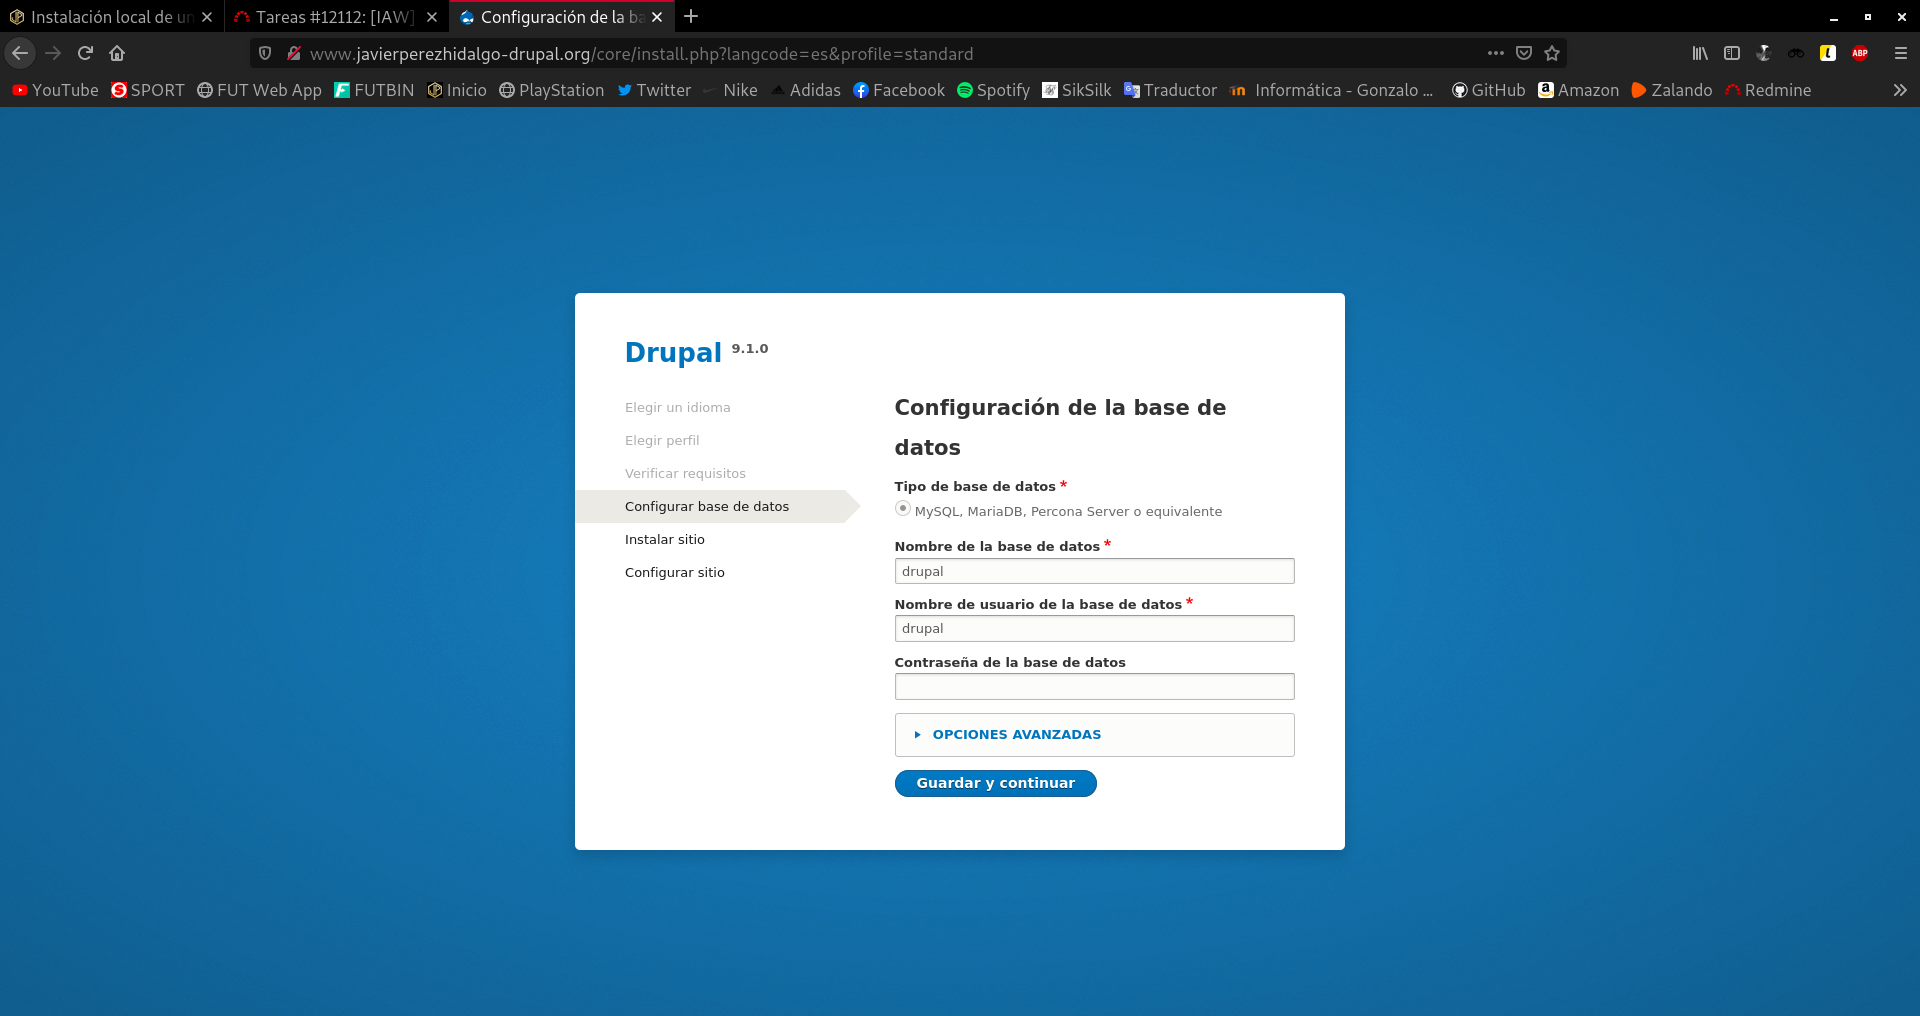 Instalación local de un
Tareas #12112: [IAW]
Configuración de la ba
www.javierperezhidalgo-drupal.org/core/install.php?langcode=es&profile=standard
ABP
YouTube
SPORT
FUT Web App
FUTBIN
Inicio
PlayStation
Twitter
Nike
Adidas
Facebook
Spotify
SikSilk
Traductor
Informática - Gonzalo ...
GitHub
Amazon
Zalando
Redmine
Drupal 9.1.0
Elegir un idioma
Elegir perfil
Verificar requisitos
Configurar base de datos
Instalar sitio
Configurar sitio
Configuración de la base de
datos
Tipo de base de datos *
MySQL, MariaDB, Percona Server o equivalente
Nombre de la base de datos *
drupal
Nombre de usuario de la base de datos *
drupal
Contraseña de la base de datos
OPCIONES AVANZADAS
Guardar y continuar